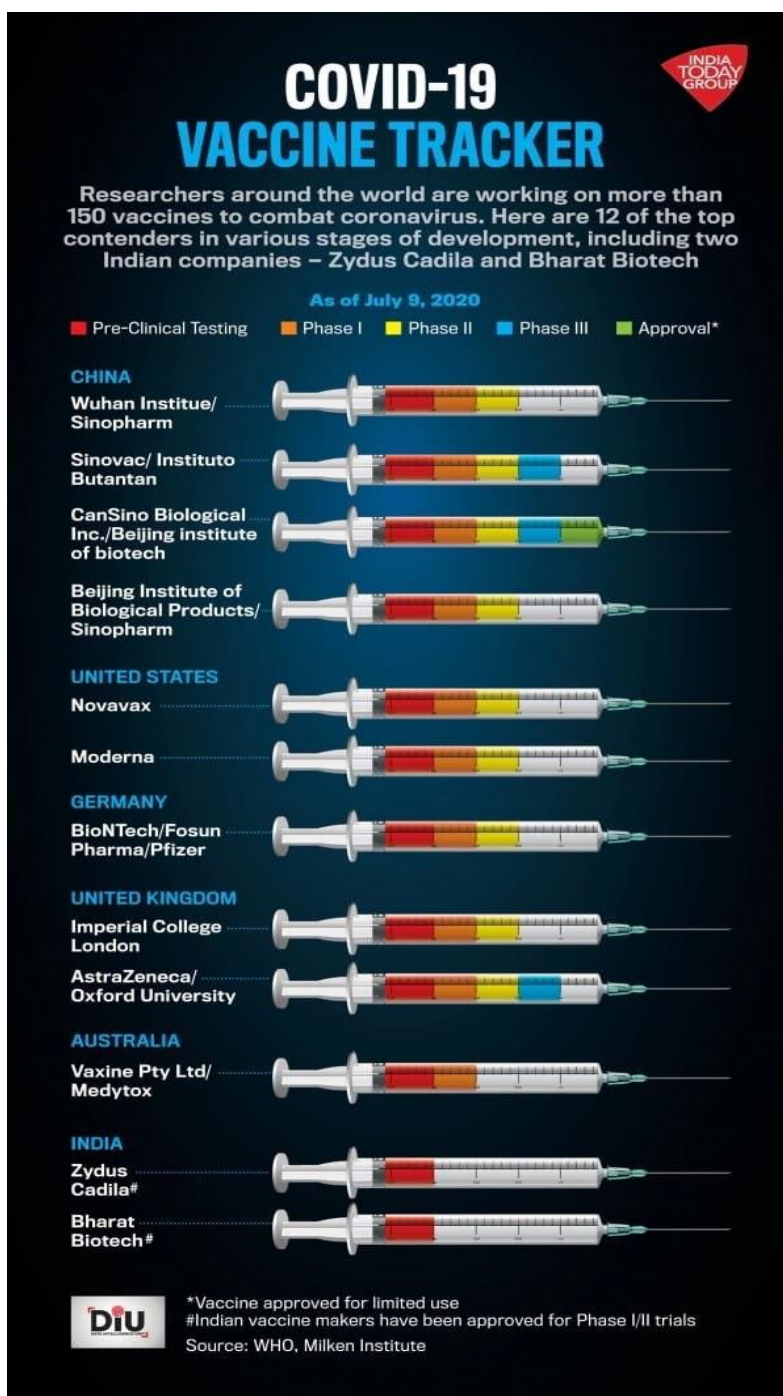 INDIA
TODAY
GROUP
COVID-19
VACCINE TRACKER
Researchers around the world are working on more than
150 vaccines to combat coronavirus. Here are 12 of the top
contenders in various stages of development, including two
Indian companies – Zydus Cadila and Bharat Biotech
As of July 9, 2020
Pre-Clinical Testing Phase I Phase II Phase III Approval*
CHINA
Wuhan Institue/
Sinopharm
Sinovac/ Instituto
Butantan
CanSino Biological
Inc./Beijing institute
of biotech
Beijing Institute of
Biological Products/
Sinopharm
UNITED STATES
Novavax
Moderna
GERMANY
BioNTech/Fosun
Pharma/Pfizer
UNITED KINGDOM
Imperial College
London
AstraZeneca/
Oxford University
AUSTRALIA
Vaxine Pty Ltd/
Medytox
INDIA
Zydus
Cadila#
Bharat
Biotech#
DiU
*Vaccine approved for limited use
#Indian vaccine makers have been approved for Phase I/II trials
Source: WHO, Milken Institute